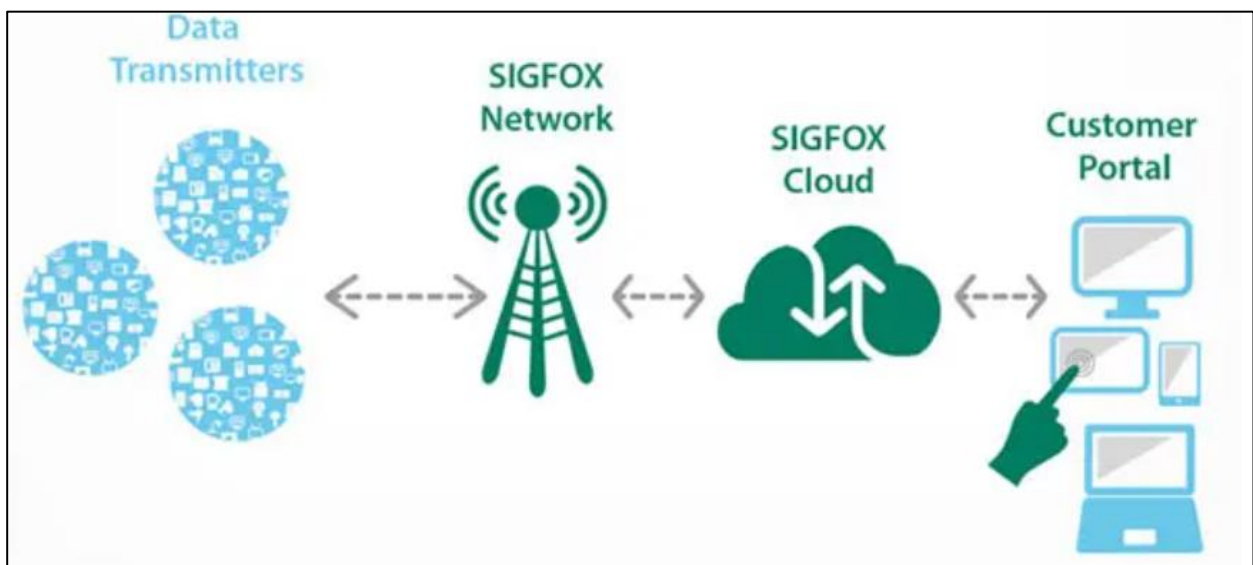 Data
Transmitters
SIGFOX
Network
SIGFOX
Cloud
Customer
Portal